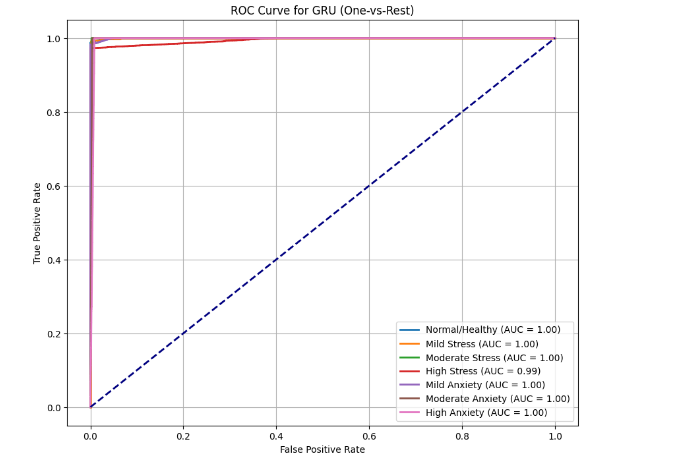 ROC Curve for GRU (One-vs-Rest)
1.0
0.8
0.6
0.4
0.2
0.0
True Positive Rate
Normal/Healthy (AUC = 1.00)
Mild Stress (AUC = 1.00)
Moderate Stress (AUC = 1.00)
High Stress (AUC = 0.99)
Mild Anxiety (AUC = 1.00)
Moderate Anxiety (AUC = 1.00)
High Anxiety (AUC = 1.00)
0.0 0.2 0.4 0.6 0.8 1.0
False Positive Rate